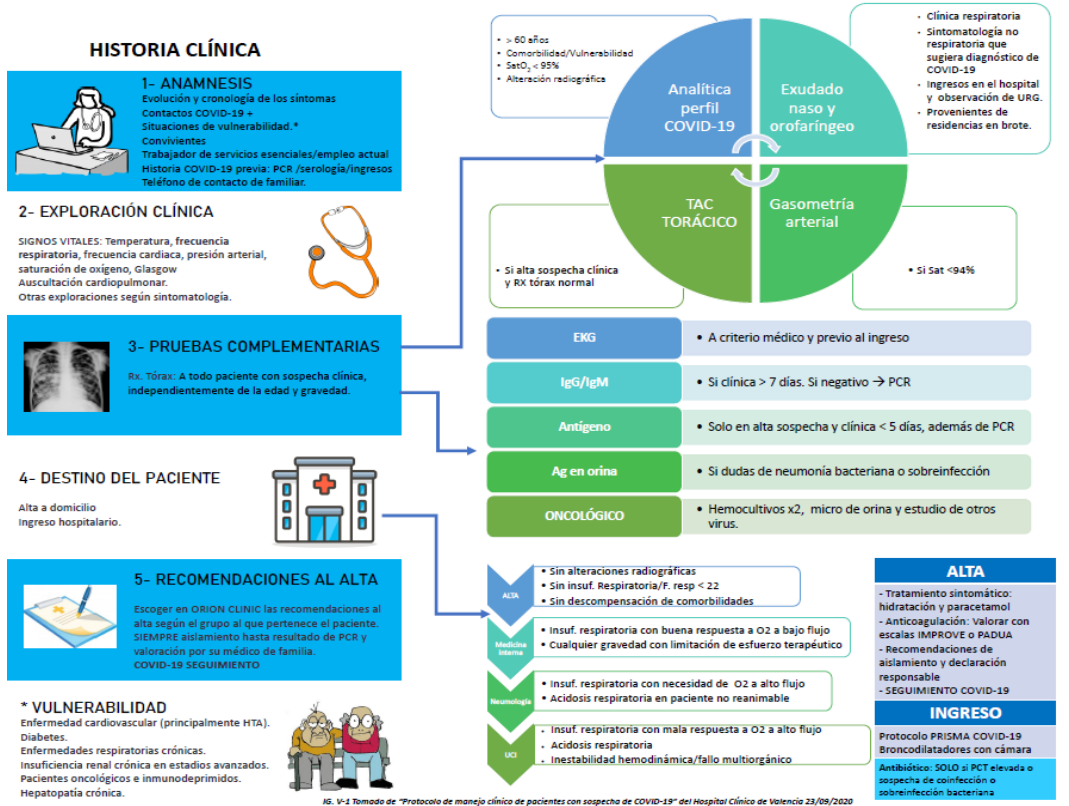 HISTORIA CLÍNICA
1- ANAMNESIS
Evolución y cronología de los síntomas
Contactos COVID-19 +
Situaciones de vulnerabilidad.*
Convivientes
Trabajador de servicios esenciales/empleo actual
Historia COVID-19 previa: PCR /serología/ingresos
Teléfono de contacto de familiar.
2- EXPLORACIÓN CLÍNICA
SIGNOS VITALES: Temperatura, frecuencia
respiratoria, frecuencia cardiaca, presión arterial,
saturación de oxígeno, Glasgow
Auscultación cardiopulmonar.
Otras exploraciones según sintomatología.
3- PRUEBAS COMPLEMENTARIAS
Rx. Tórax: A todo paciente con sospecha clínica,
independientemente de la edad y gravedad.
4- DESTINO DEL PACIENTE
Alta a domicilio
Ingreso hospitalario.
5- RECOMENDACIONES AL ALTA
Escoger en ORION CLINIC las recomendaciones al
alta según el grupo al que pertenece el paciente.
SIEMPRE aislamiento hasta resultado de PCR y
valoración por su médico de familia.
COVID-19 SEGUIMIENTO
* VULNERABILIDAD
Enfermedad cardiovascular (principalmente HTA).
Diabetes.
Enfermedades respiratorias crónicas.
Insuficiencia renal crónica en estadios avanzados.
Pacientes oncológicos e inmunodeprimidos.
Hepatopatía crónica.
• > 60 años
• Comorbilidad/Vulnerabilidad
• SatO₂ < 95%
• Alteración radiográfica
Analítica
perfil
COVID-19
Exudado
naso y
orofaríngeo
• Clínica respiratoria
• Sintomatología no
respiratoria que
sugiera diagnóstico de
COVID-19
• Ingresos en el hospital
y observación de URG.
• Provenientes de
residencias en brote.
TAC
TORÁCICO
Gasometría
arterial
• Si alta sospecha clínica
y RX tórax normal
• Si Sat <94%
EKG
• A criterio médico y previo al ingreso
IgG/IgM
• Si clínica > 7 días. Si negativo → PCR
Antígeno
• Solo en alta sospecha y clínica < 5 días, además de PCR
Ag en orina
• Si dudas de neumonía bacteriana o sobreinfección
ONCOLÓGICO
• Hemocultivos x2, micro de orina y estudio de otros
virus.
ALTA
• Sin alteraciones radiográficas
• Sin insuf. Respiratoria/F. resp < 22
• Sin descompensación de comorbilidades
Medicina
Interna
• Insuf. respiratoria con buena respuesta a O2 a bajo flujo
• Cualquier gravedad con limitación de esfuerzo terapéutico
Neumología
• Insuf. respiratoria con necesidad de O2 a alto flujo
• Acidosis respiratoria en paciente no reanimable
UCI
• Insuf. respiratoria con mala respuesta a O2 a alto flujo
• Acidosis respiratoria
• Inestabilidad hemodinámica/fallo multiorgánico
ALTA
- Tratamiento sintomático:
hidratación y paracetamol
- Anticoagulación: Valorar con
escalas IMPROVE o PADUA
- Recomendaciones de
aislamiento y declaración
responsable
- SEGUIMIENTO COVID-19
INGRESO
Protocolo PRISMA COVID-19
Broncodilatadores con cámara
Antibiótico: SOLO si PCT elevada o
sospecha de coinfección o
sobreinfección bacteriana
IG. V-1 Tomado de "Protocolo de manejo clínico de pacientes con sospecha de COVID-19" del Hospital Clínico de Valencia 23/09/2020